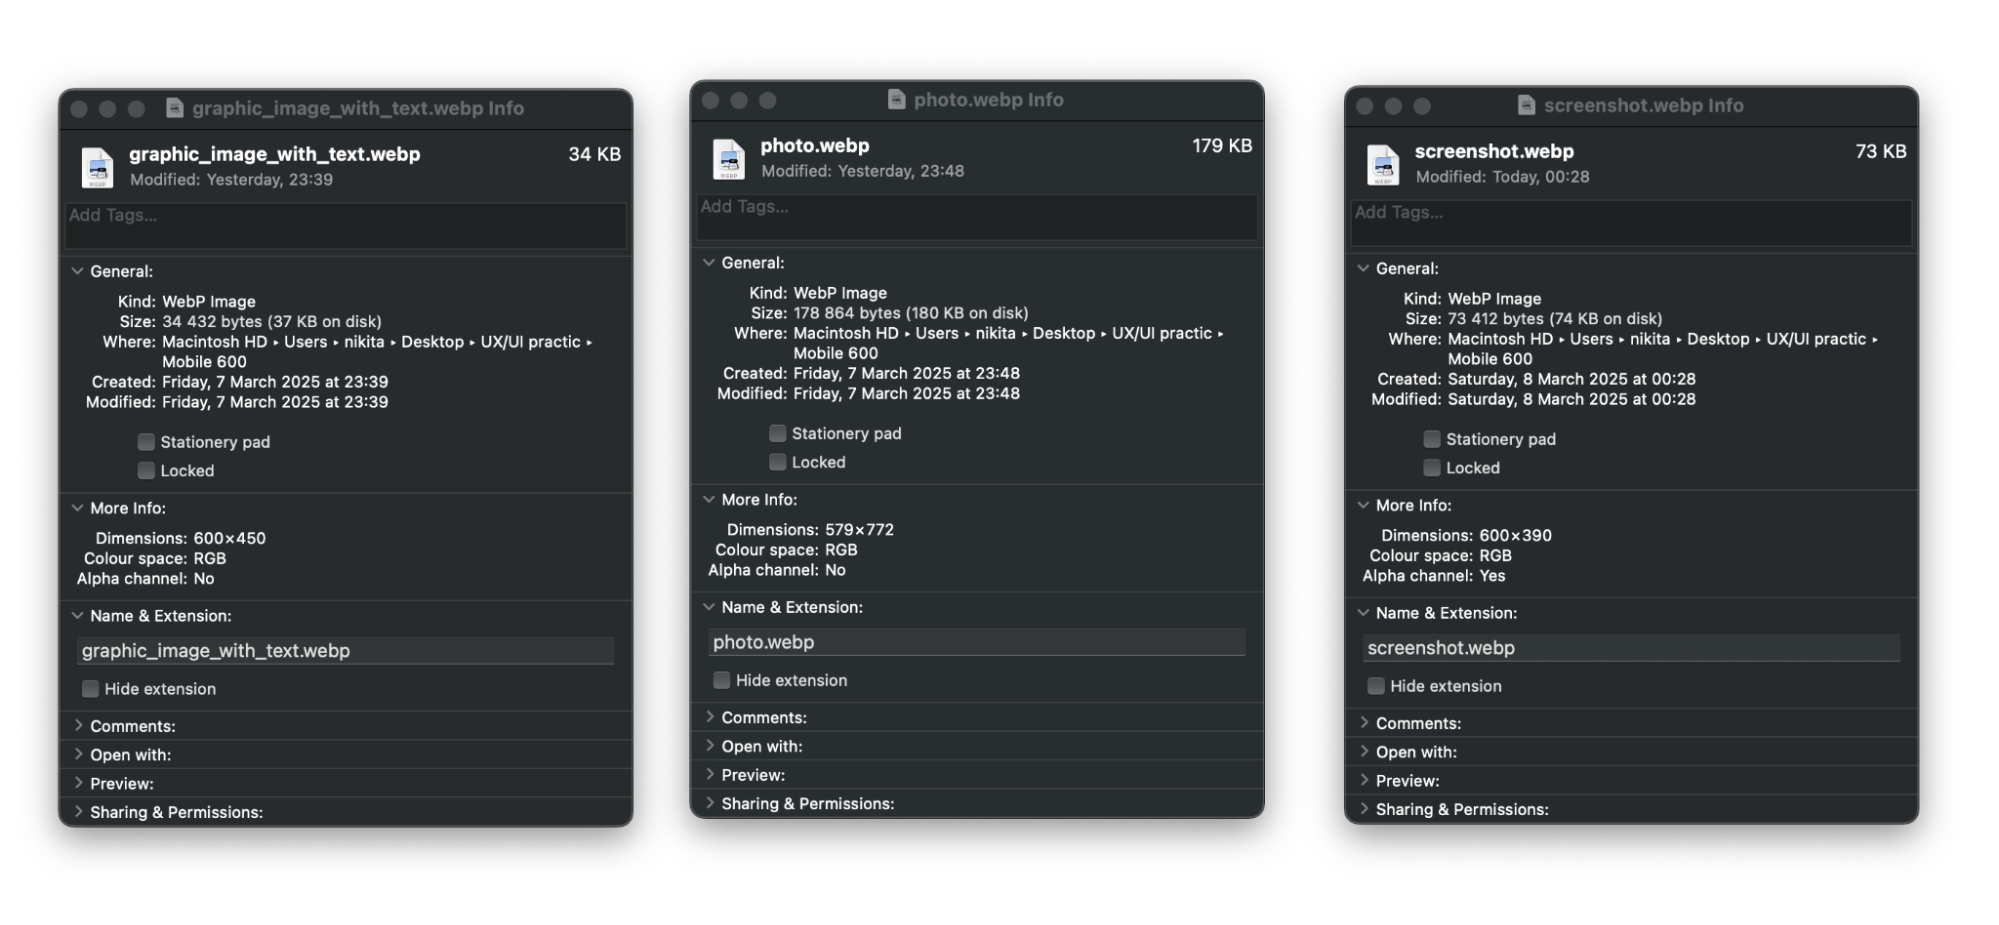 graphic_image_with_text.webp Info
graphic_image_with_text.webp 34 KB
Modified: Yesterday, 23:39
Add Tags...
General:
Kind: WebP Image
Size: 34 432 bytes (37 KB on disk)
Where: Macintosh HD ▸ Users ▸ nikita ▸ Desktop ▸ UX/UI practic ▸
Mobile 600
Created: Friday, 7 March 2025 at 23:39
Modified: Friday, 7 March 2025 at 23:39
Stationery pad
Locked
More Info:
Dimensions: 600×450
Colour space: RGB
Alpha channel: No
Name & Extension:
graphic_image_with_text.webp
Hide extension
Comments:
Open with:
Preview:
Sharing & Permissions:
photo.webp Info
photo.webp 179 KB
Modified: Yesterday, 23:48
Add Tags...
General:
Kind: WebP Image
Size: 178 864 bytes (180 KB on disk)
Where: Macintosh HD ▸ Users ▸ nikita ▸ Desktop ▸ UX/UI practic ▸
Mobile 600
Created: Friday, 7 March 2025 at 23:48
Modified: Friday, 7 March 2025 at 23:48
Stationery pad
Locked
More Info:
Dimensions: 579×772
Colour space: RGB
Alpha channel: No
Name & Extension:
photo.webp
Hide extension
Comments:
Open with:
Preview:
Sharing & Permissions:
screenshot.webp Info
screenshot.webp 73 KB
Modified: Today, 00:28
Add Tags...
General:
Kind: WebP Image
Size: 73 412 bytes (74 KB on disk)
Where: Macintosh HD ▸ Users ▸ nikita ▸ Desktop ▸ UX/UI practic ▸
Mobile 600
Created: Saturday, 8 March 2025 at 00:28
Modified: Saturday, 8 March 2025 at 00:28
Stationery pad
Locked
More Info:
Dimensions: 600×390
Colour space: RGB
Alpha channel: Yes
Name & Extension:
screenshot.webp
Hide extension
Comments:
Open with:
Preview:
Sharing & Permissions: